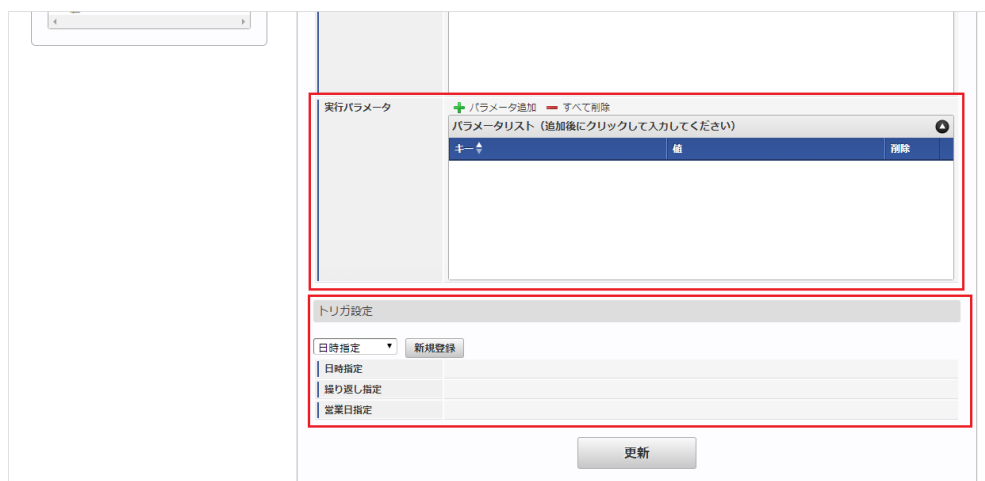 実行パラメータ
パラメータ追加 すべて削除
パラメータリスト（追加後にクリックして入力してください）
キー 値 削除
トリガ設定
日時指定 新規登録
日時指定
繰り返し指定
営業日指定
更新